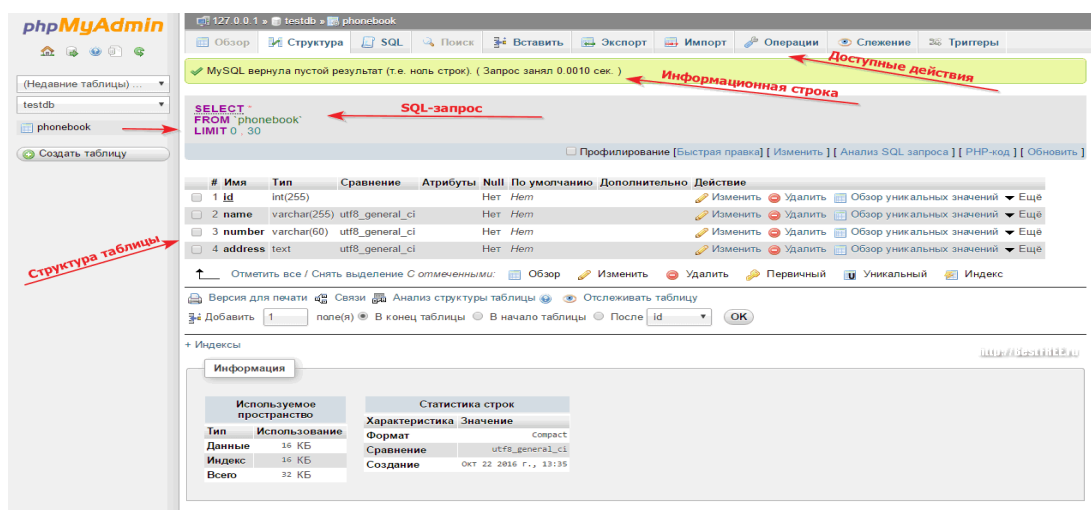 phpMyAdmin
(Недавние таблицы) ...
testdb
phonebook
Создать таблицу
127.0.0.1 » testdb » phonebook
Обзор Структура SQL Поиск Вставить Экспорт Импорт Операции Слежение Триггеры
MySQL вернула пустой результат (т.е. ноль строк). ( Запрос занял 0.0010 сек. )
Информационная строка
Доступные действия
SQL-запрос
SELECT *
FROM `phonebook`
LIMIT 0 , 30
Профилирование [Быстрая правка] [ Изменить ] [ Анализ SQL запроса ] [ PHP-код ] [ Обновить ]
# Имя Тип Сравнение Атрибуты Null По умолчанию Дополнительно Действие
1 id int(255) Нет Нет Изменить Удалить Обзор уникальных значений Ещё
2 name varchar(255) utf8_general_ci Нет Нет Изменить Удалить Обзор уникальных значений Ещё
3 number varchar(60) utf8_general_ci Нет Нет Изменить Удалить Обзор уникальных значений Ещё
4 address text utf8_general_ci Нет Нет Изменить Удалить Обзор уникальных значений Ещё
Структура таблицы
Отметить все / Снять выделение С отмеченными: Обзор Изменить Удалить Первичный Уникальный Индекс
Версия для печати Связи Анализ структуры таблицы Отслеживать таблицу
Добавить 1 поле(я) В конец таблицы В начало таблицы После id OK
+ Индексы
Информация
Используемое
пространство
Тип Использование
Данные 16 КБ
Индекс 16 КБ
Всего 32 КБ
Статистика строк
Характеристика Значение
Формат Compact
Сравнение utf8_general_ci
Создание Окт 22 2016 г., 13:35